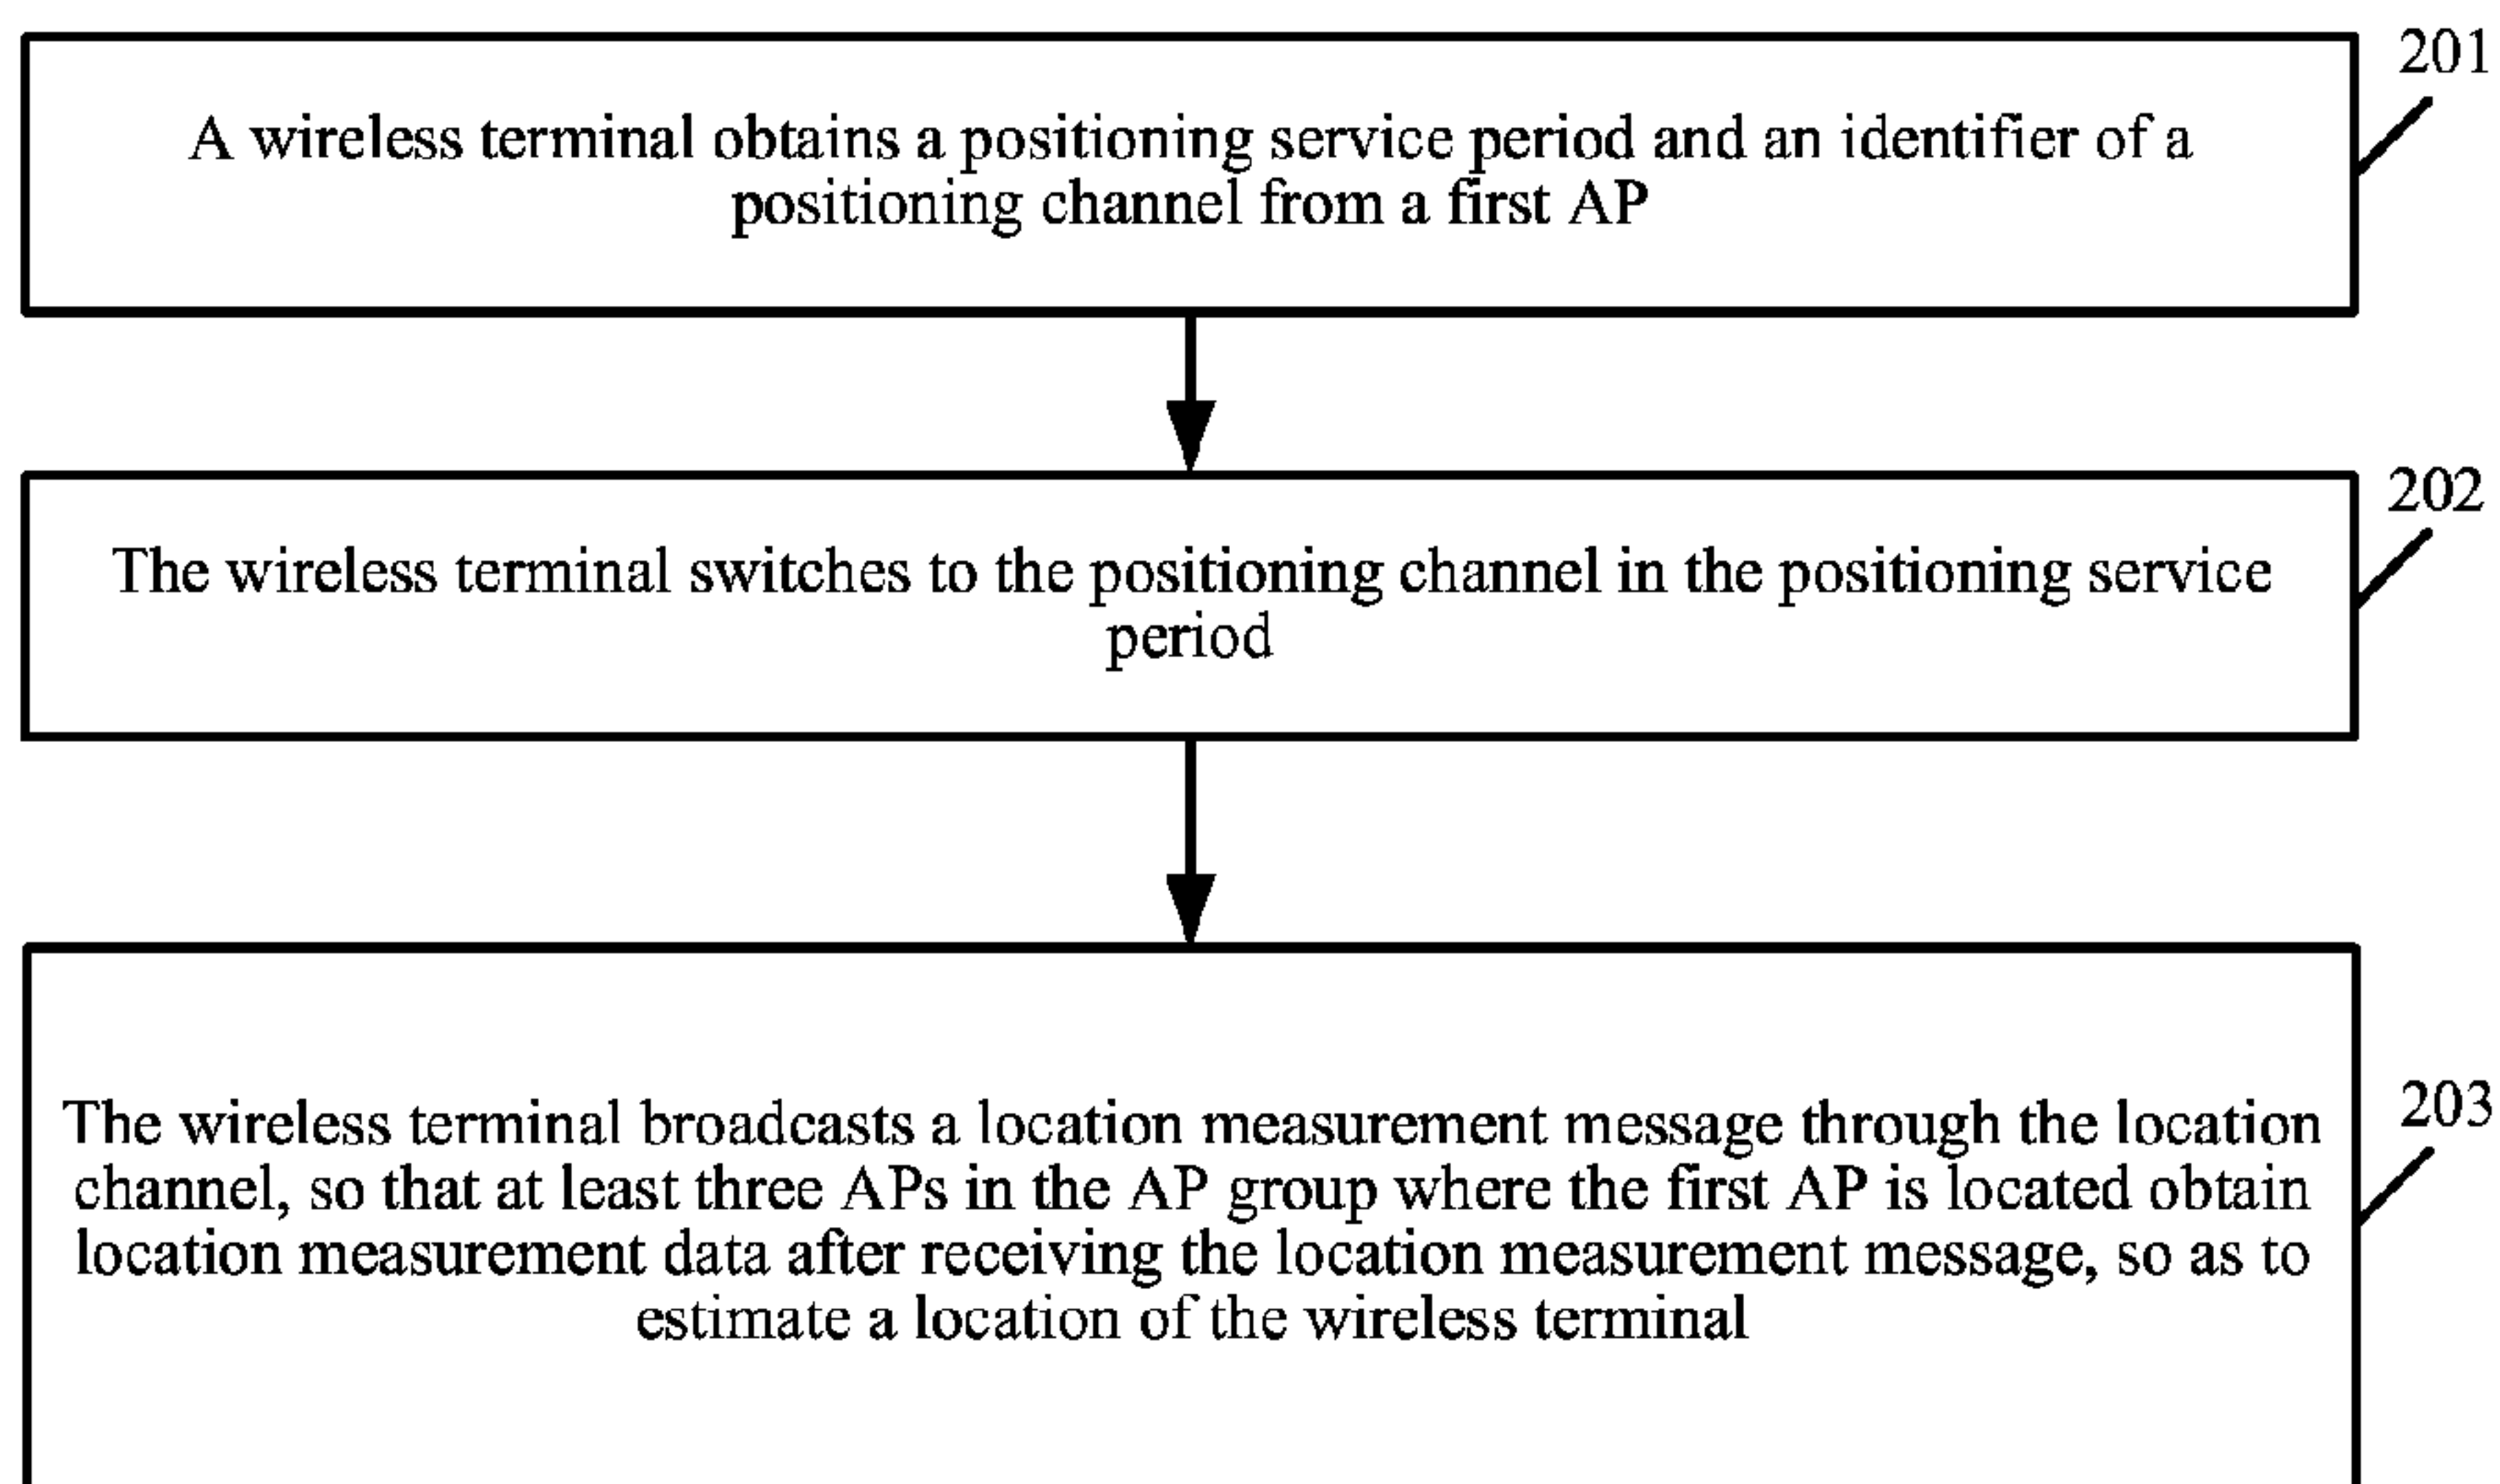 201
A wireless terminal obtains a positioning service period and an identifier of a
positioning channel from a first AP
202
The wireless terminal switches to the positioning channel in the positioning service
period
203
The wireless terminal broadcasts a location measurement message through the location
channel, so that at least three APs in the AP group where the first AP is located obtain
location measurement data after receiving the location measurement message, so as to
estimate a location of the wireless terminal